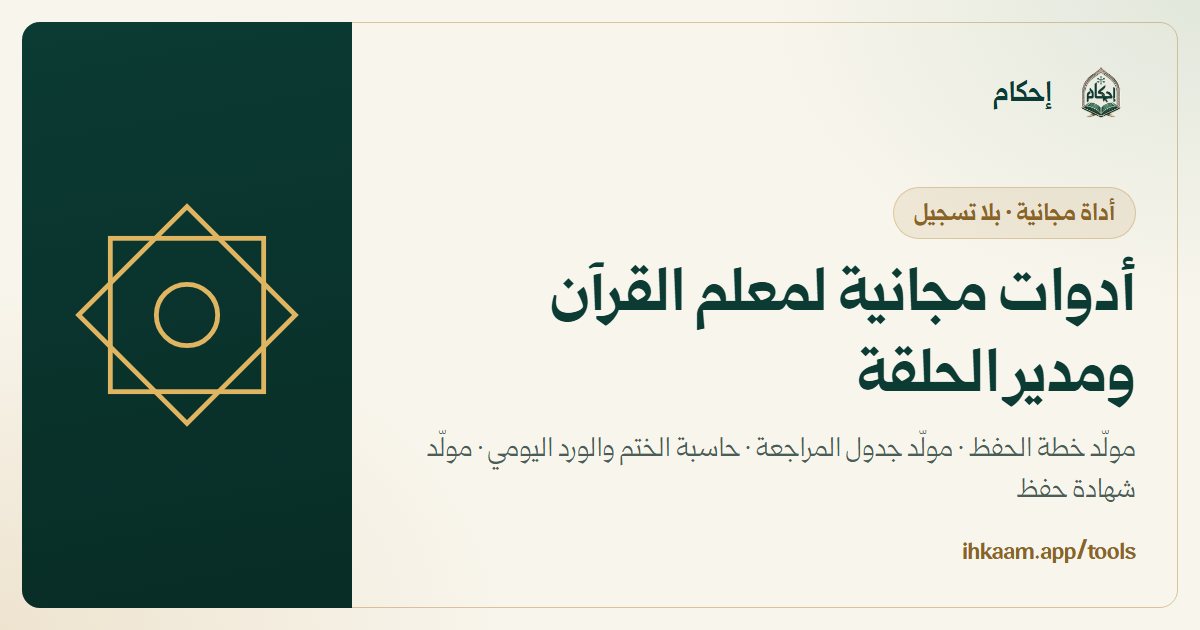 إحكام
إحكام
أداة مجانية · بلا تسجيل
أدوات مجانية لمعلم القرآن
ومدير الحلقة
مولّد خطة الحفظ · مولّد جدول المراجعة · حاسبة الختم والورد اليومي · مولّد
شهادة حفظ
ihkaam.app/tools